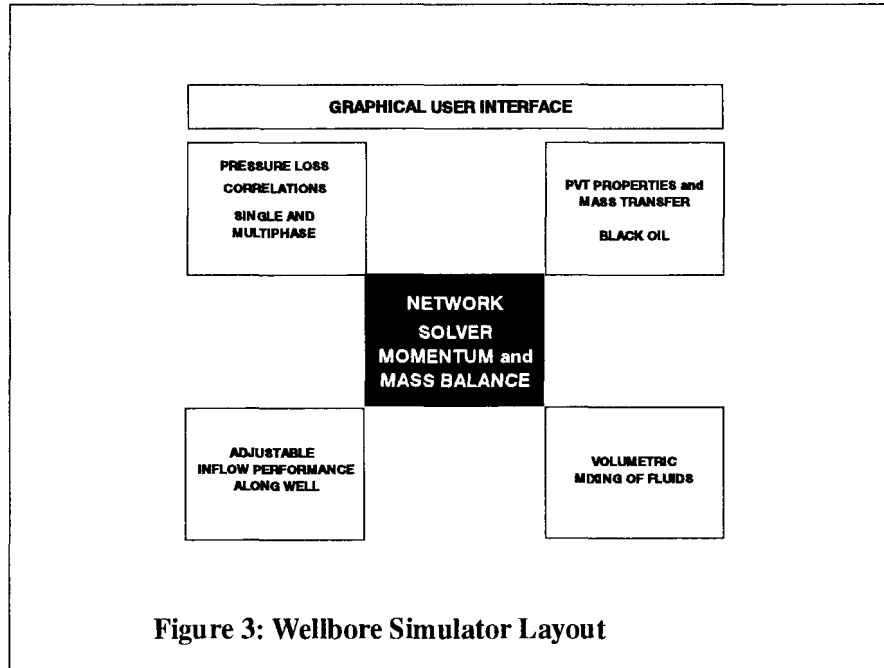 GRAPHICAL USER INTERFACE
PRESSURE LOSS
CORRELATIONS
SINGLE AND
MULTIPHASE
PVT PROPERTIES and
MASS TRANSFER
BLACK OIL
NETWORK
SOLVER
MOMENTUM and
MASS BALANCE
ADJUSTABLE
INFLOW PERFORMANCE
ALONG WELL
VOLUMETRIC
MIXING OF FLUIDS
Figure 3: Wellbore Simulator Layout